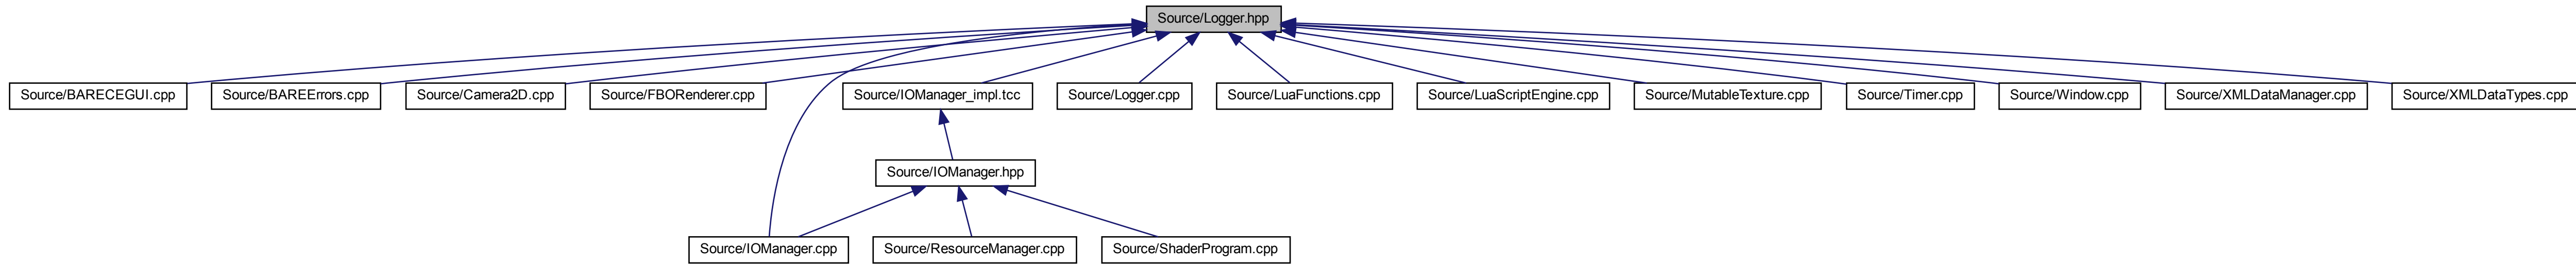 Source/Logger.hpp
Source/BARECEGUI.cpp
Source/BAREErrors.cpp
Source/Camera2D.cpp
Source/FBORenderer.cpp
Source/IOManager_impl.tcc
Source/Logger.cpp
Source/LuaFunctions.cpp
Source/LuaScriptEngine.cpp
Source/MutableTexture.cpp
Source/Timer.cpp
Source/Window.cpp
Source/XMLDataManager.cpp
Source/XMLDataTypes.cpp
Source/IOManager.hpp
Source/IOManager.cpp
Source/ResourceManager.cpp
Source/ShaderProgram.cpp